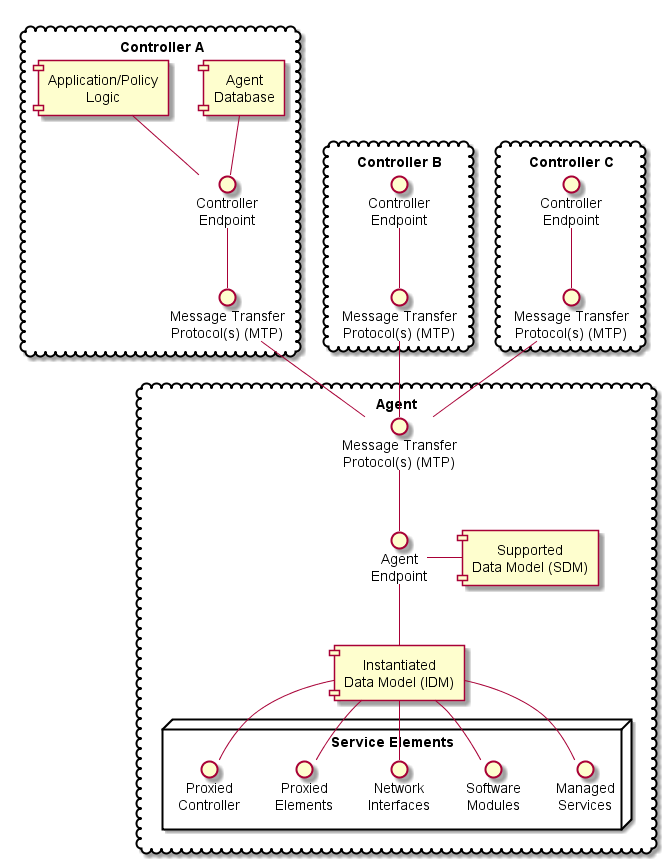 Controller A
Application/Policy
Logic
Agent
Database
Controller
Endpoint
Message Transfer
Protocol(s) (MTP)
Controller B
Controller
Endpoint
Message Transfer
Protocol(s) (MTP)
Controller C
Controller
Endpoint
Message Transfer
Protocol(s) (MTP)
Agent
Message Transfer
Protocol(s) (MTP)
Agent
Endpoint
Supported
Data Model (SDM)
Instantiated
Data Model (IDM)
Service Elements
Proxied
Controller
Proxied
Elements
Network
Interfaces
Software
Modules
Managed
Services